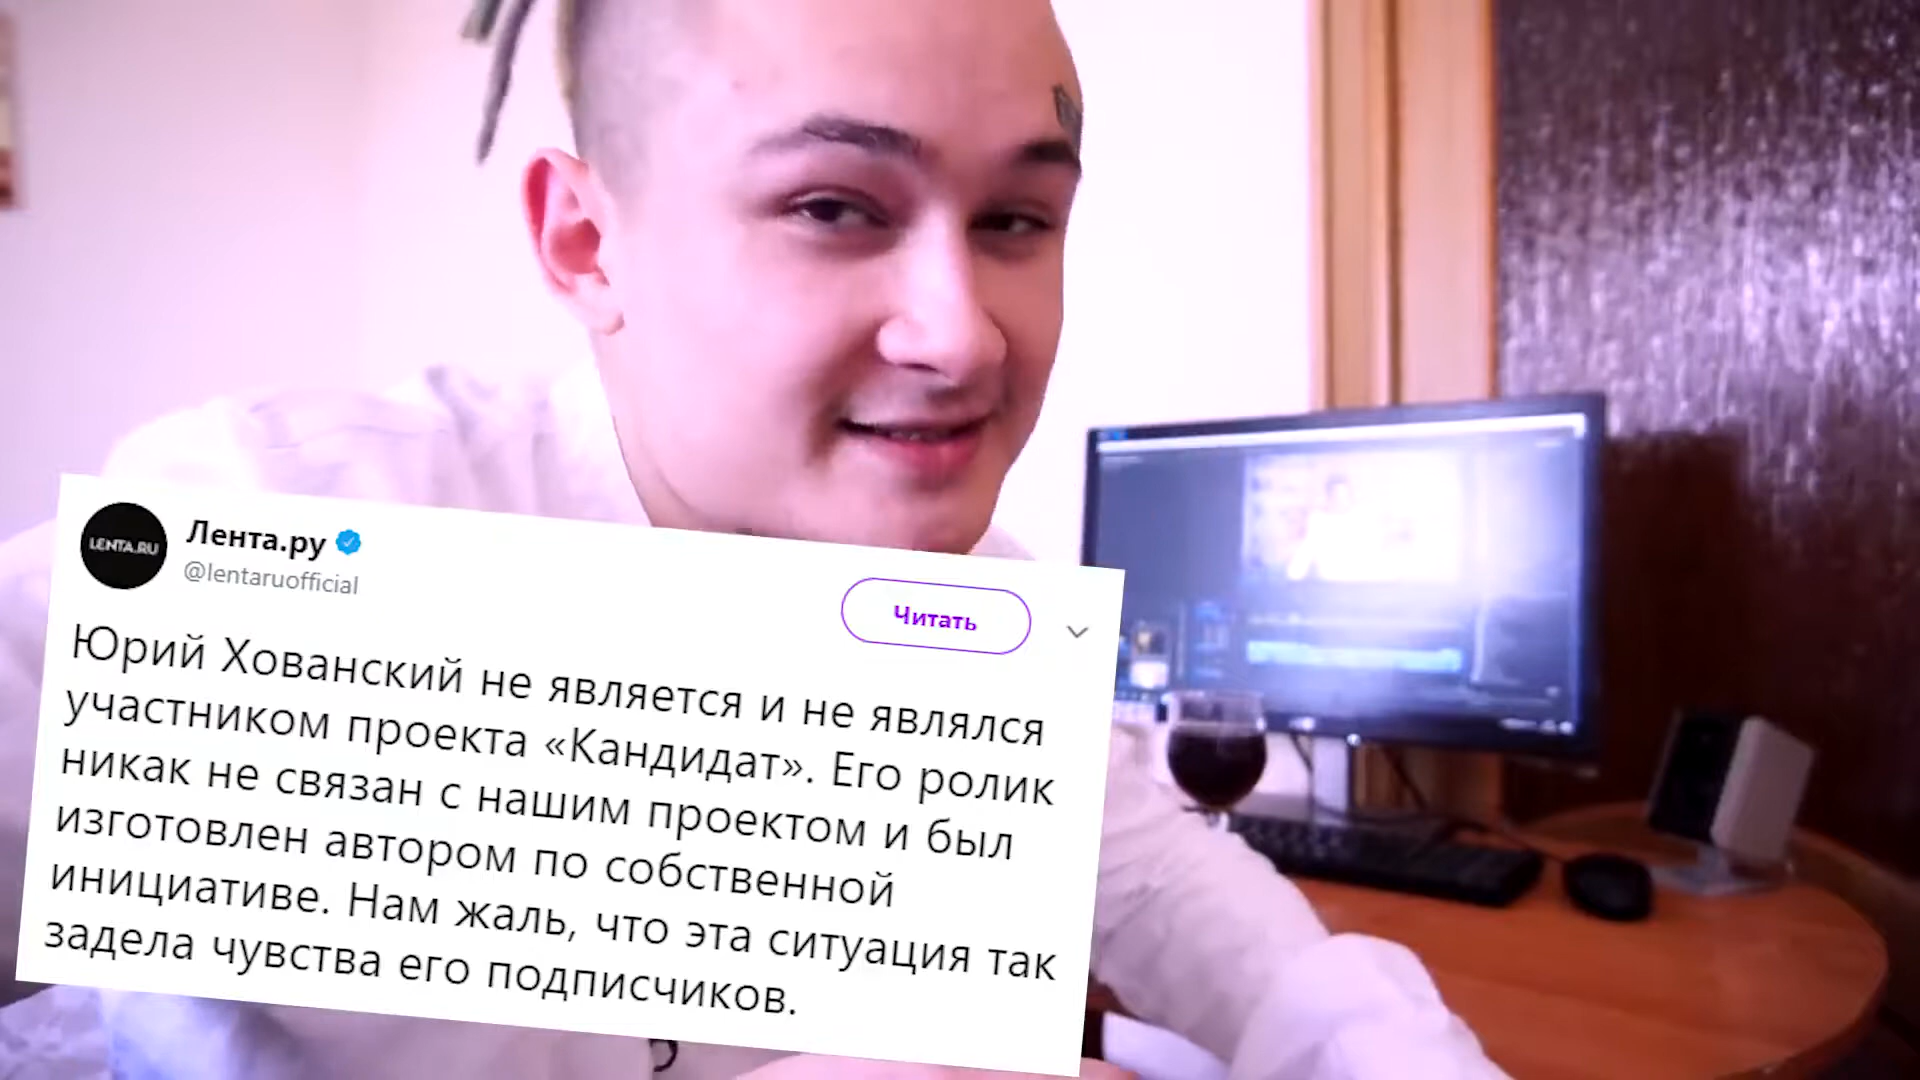 LENTA.RU
Лента.ру
@lentaruofficial
Читать
Юрий Хованский не является и не являлся
участником проекта «Кандидат». Его ролик
никак не связан с нашим проектом и был
изготовлен автором по собственной
инициативе. Нам жаль, что эта ситуация так
задела чувства его подписчиков.